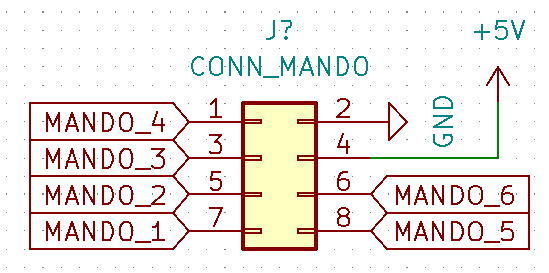 J?
+5V
CONN_MANDO
MANDO_4 1 2 GND
MANDO_3 3 4
MANDO_2 5 6 MANDO_6
MANDO_1 7 8 MANDO_5